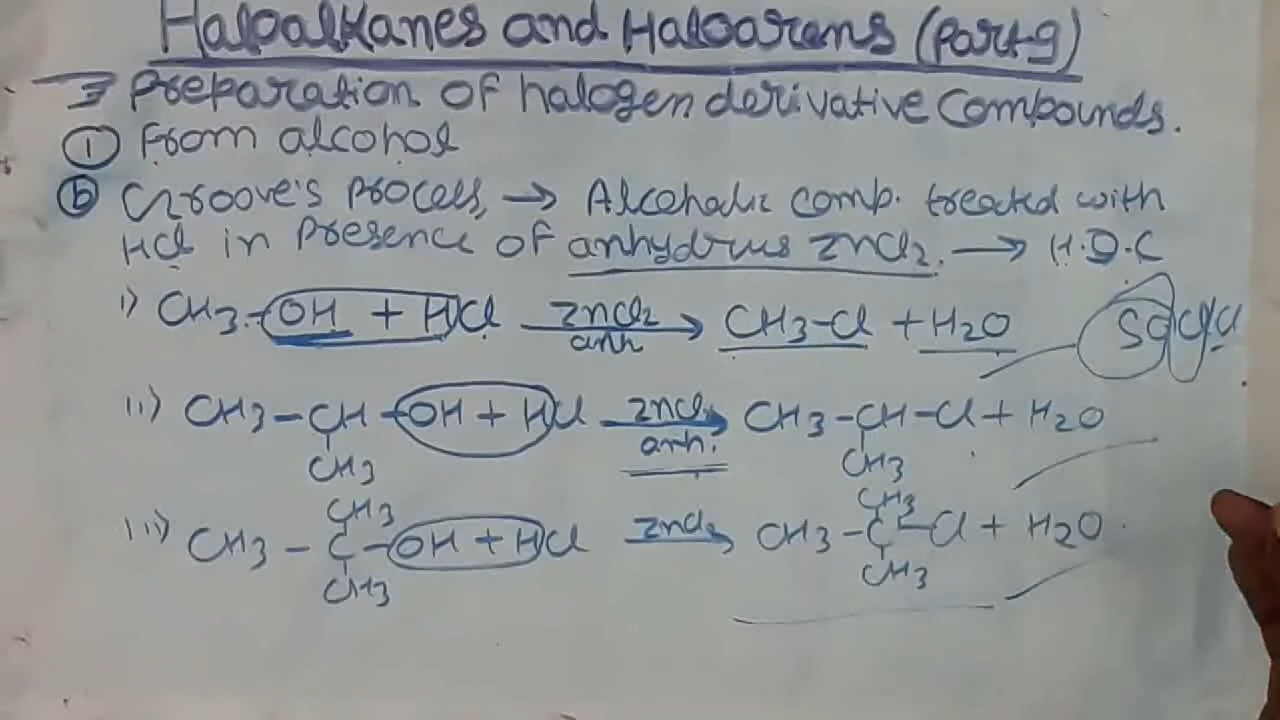 Haloalkanes and Haloarens (Part-9)
⇒ Preparation of halogen derivative Compounds.
① From alcohol
ⓑ Groove's process, → Alcoholic comp. treated with
HCl in presence of anhydrus ZnCl2. → H.D.C
i) CH3-OH + HCl ZnCl2 anh → CH3-Cl + H2O
ii) CH3-CH-OH + HCl ZnCl2 anh. → CH3-CH-Cl + H2O
CH3 CH3
CH3 CH3
iii) CH3-C-OH + HCl ZnCl2 → CH3-C-Cl + H2O
CH3 CH3